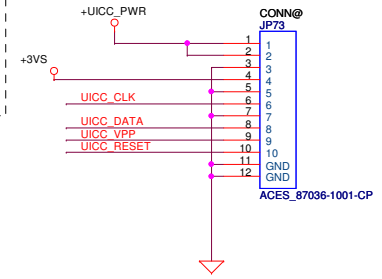 +UICC_PWR
CONN@
JP73
+3VS
1 1
2 2
3 3
4 4
5 5
UICC_CLK 6 6
7 7
UICC_DATA 8 8
UICC_VPP 9 9
UICC_RESET 10 10
11 GND
12 GND
ACES_87036-1001-CP